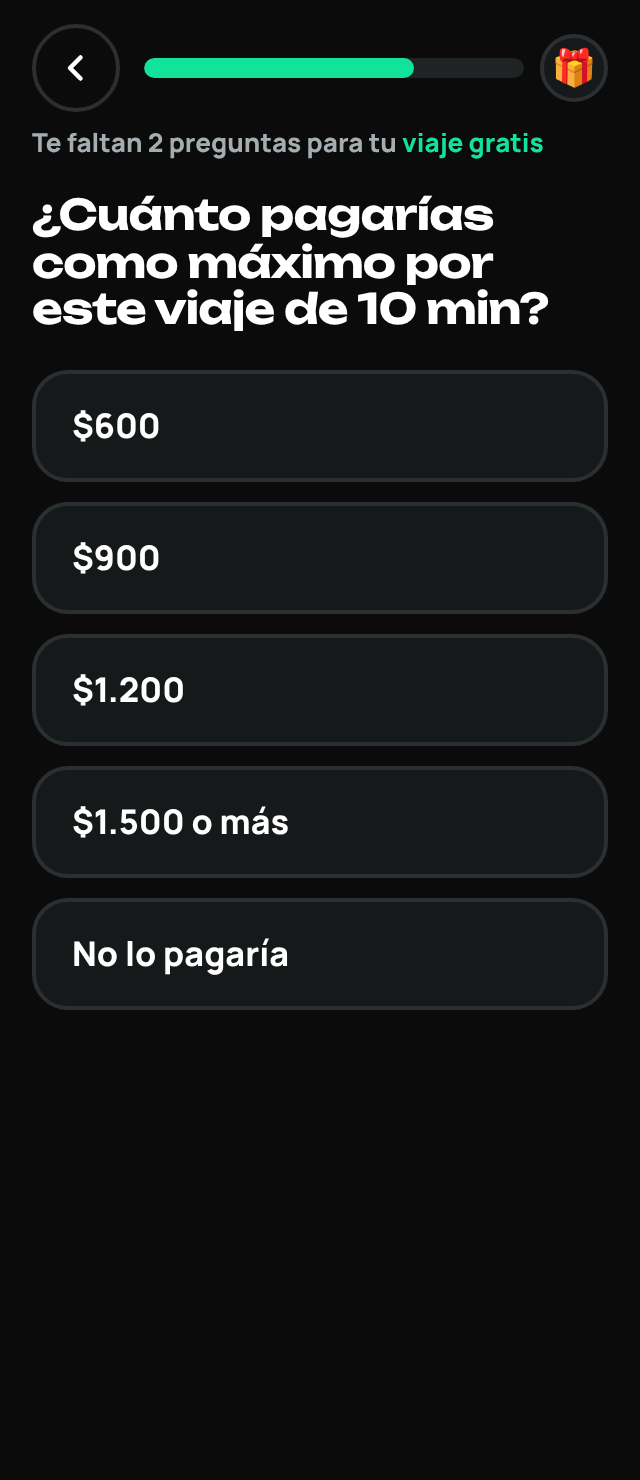 Te faltan 2 preguntas para tu viaje gratis
¿Cuánto pagarías
como máximo por
este viaje de 10 min?
$600
$900
$1.200
$1.500 o más
No lo pagaría